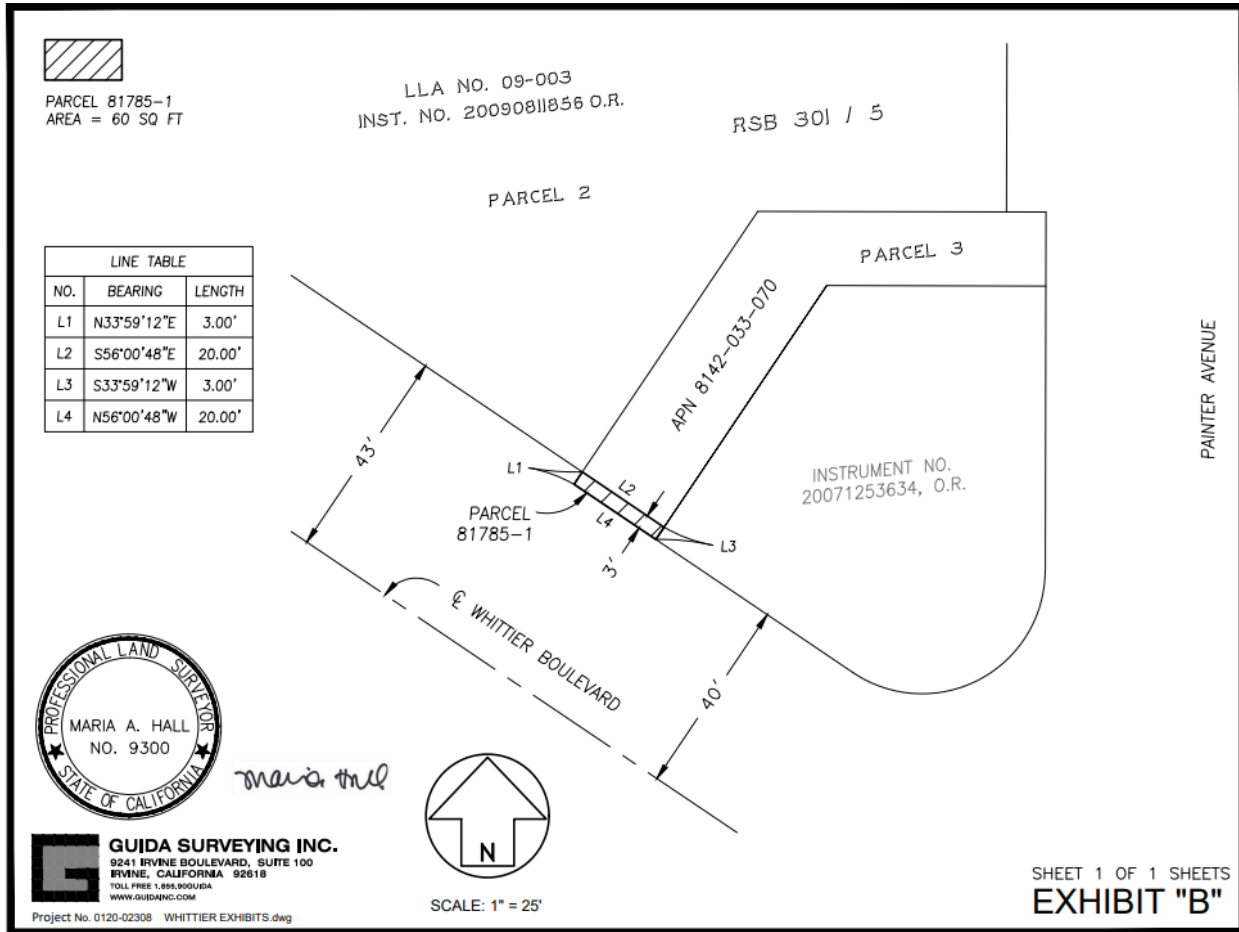 PARCEL 81785-1
AREA = 60 SQ FT
LLA NO. 09-003
INST. NO. 20090811856 O.R.
RSB 301 / 5
PARCEL 2
PARCEL 3
LINE TABLE
NO. BEARING LENGTH
L1 N33°59'12"E 3.00'
L2 S56°00'48"E 20.00'
L3 S33°59'12"W 3.00'
L4 N56°00'48"W 20.00'
APN 8142-033-070
PAINTER AVENUE
43'
L1
L2
L4
L3
PARCEL
81785-1
3'
INSTRUMENT NO.
20071253634, O.R.
℄ WHITTIER BOULEVARD
40'
PROFESSIONAL LAND SURVEYOR
MARIA A. HALL
NO. 9300
STATE OF CALIFORNIA
Maria Hall
N
SCALE: 1" = 25'
GUIDA SURVEYING INC.
9241 IRVINE BOULEVARD, SUITE 100
IRVINE, CALIFORNIA 92618
TOLL FREE 1.855.90GUIDA
WWW.GUIDAINC.COM
Project No. 0120-02308 WHITTIER EXHIBITS.dwg
SHEET 1 OF 1 SHEETS
EXHIBIT "B"